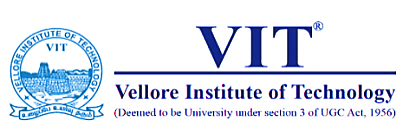 VELLORE INSTITUTE OF TECHNOLOGY
VIT
VIT®
Vellore Institute of Technology
(Deemed to be University under section 3 of UGC Act, 1956)